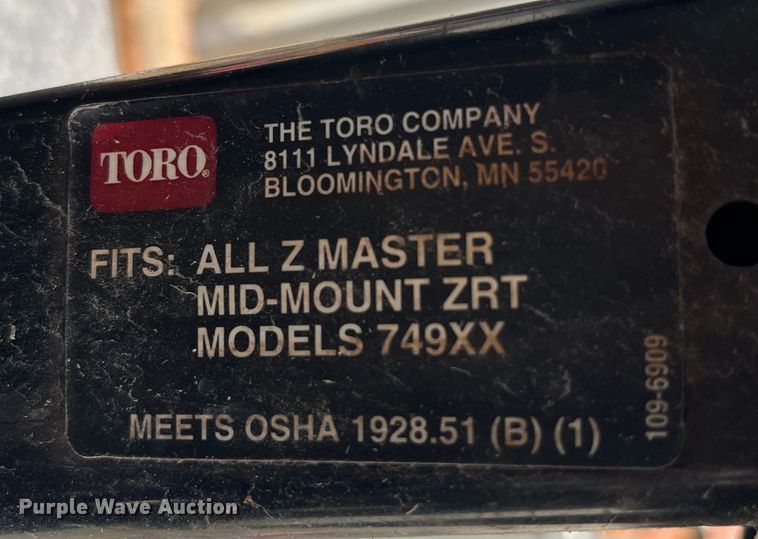 TORO®
THE TORO COMPANY
8111 LYNDALE AVE. S.
BLOOMINGTON, MN 55420
FITS: ALL Z MASTER
MID-MOUNT ZRT
MODELS 749XX
MEETS OSHA 1928.51 (B) (1)
109-6909
Purple Wave Auction